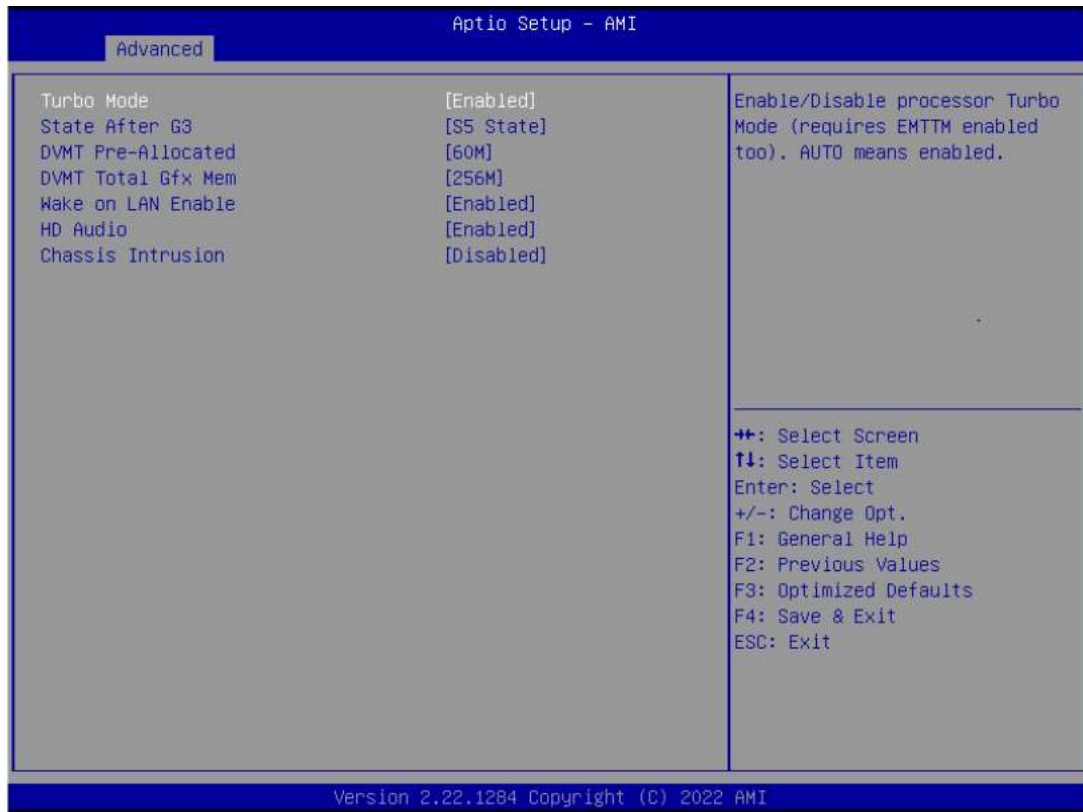 Aptio Setup - AMI
Advanced
Turbo Mode [Enabled]
State After G3 [S5 State]
DVMT Pre-Allocated [60M]
DVMT Total Gfx Mem [256M]
Wake on LAN Enable [Enabled]
HD Audio [Enabled]
Chassis Intrusion [Disabled]
Enable/Disable processor Turbo
Mode (requires EMTTM enabled
too). AUTO means enabled.
→←: Select Screen
↑↓: Select Item
Enter: Select
+/-: Change Opt.
F1: General Help
F2: Previous Values
F3: Optimized Defaults
F4: Save & Exit
ESC: Exit
Version 2.22.1284 Copyright (C) 2022 AMI